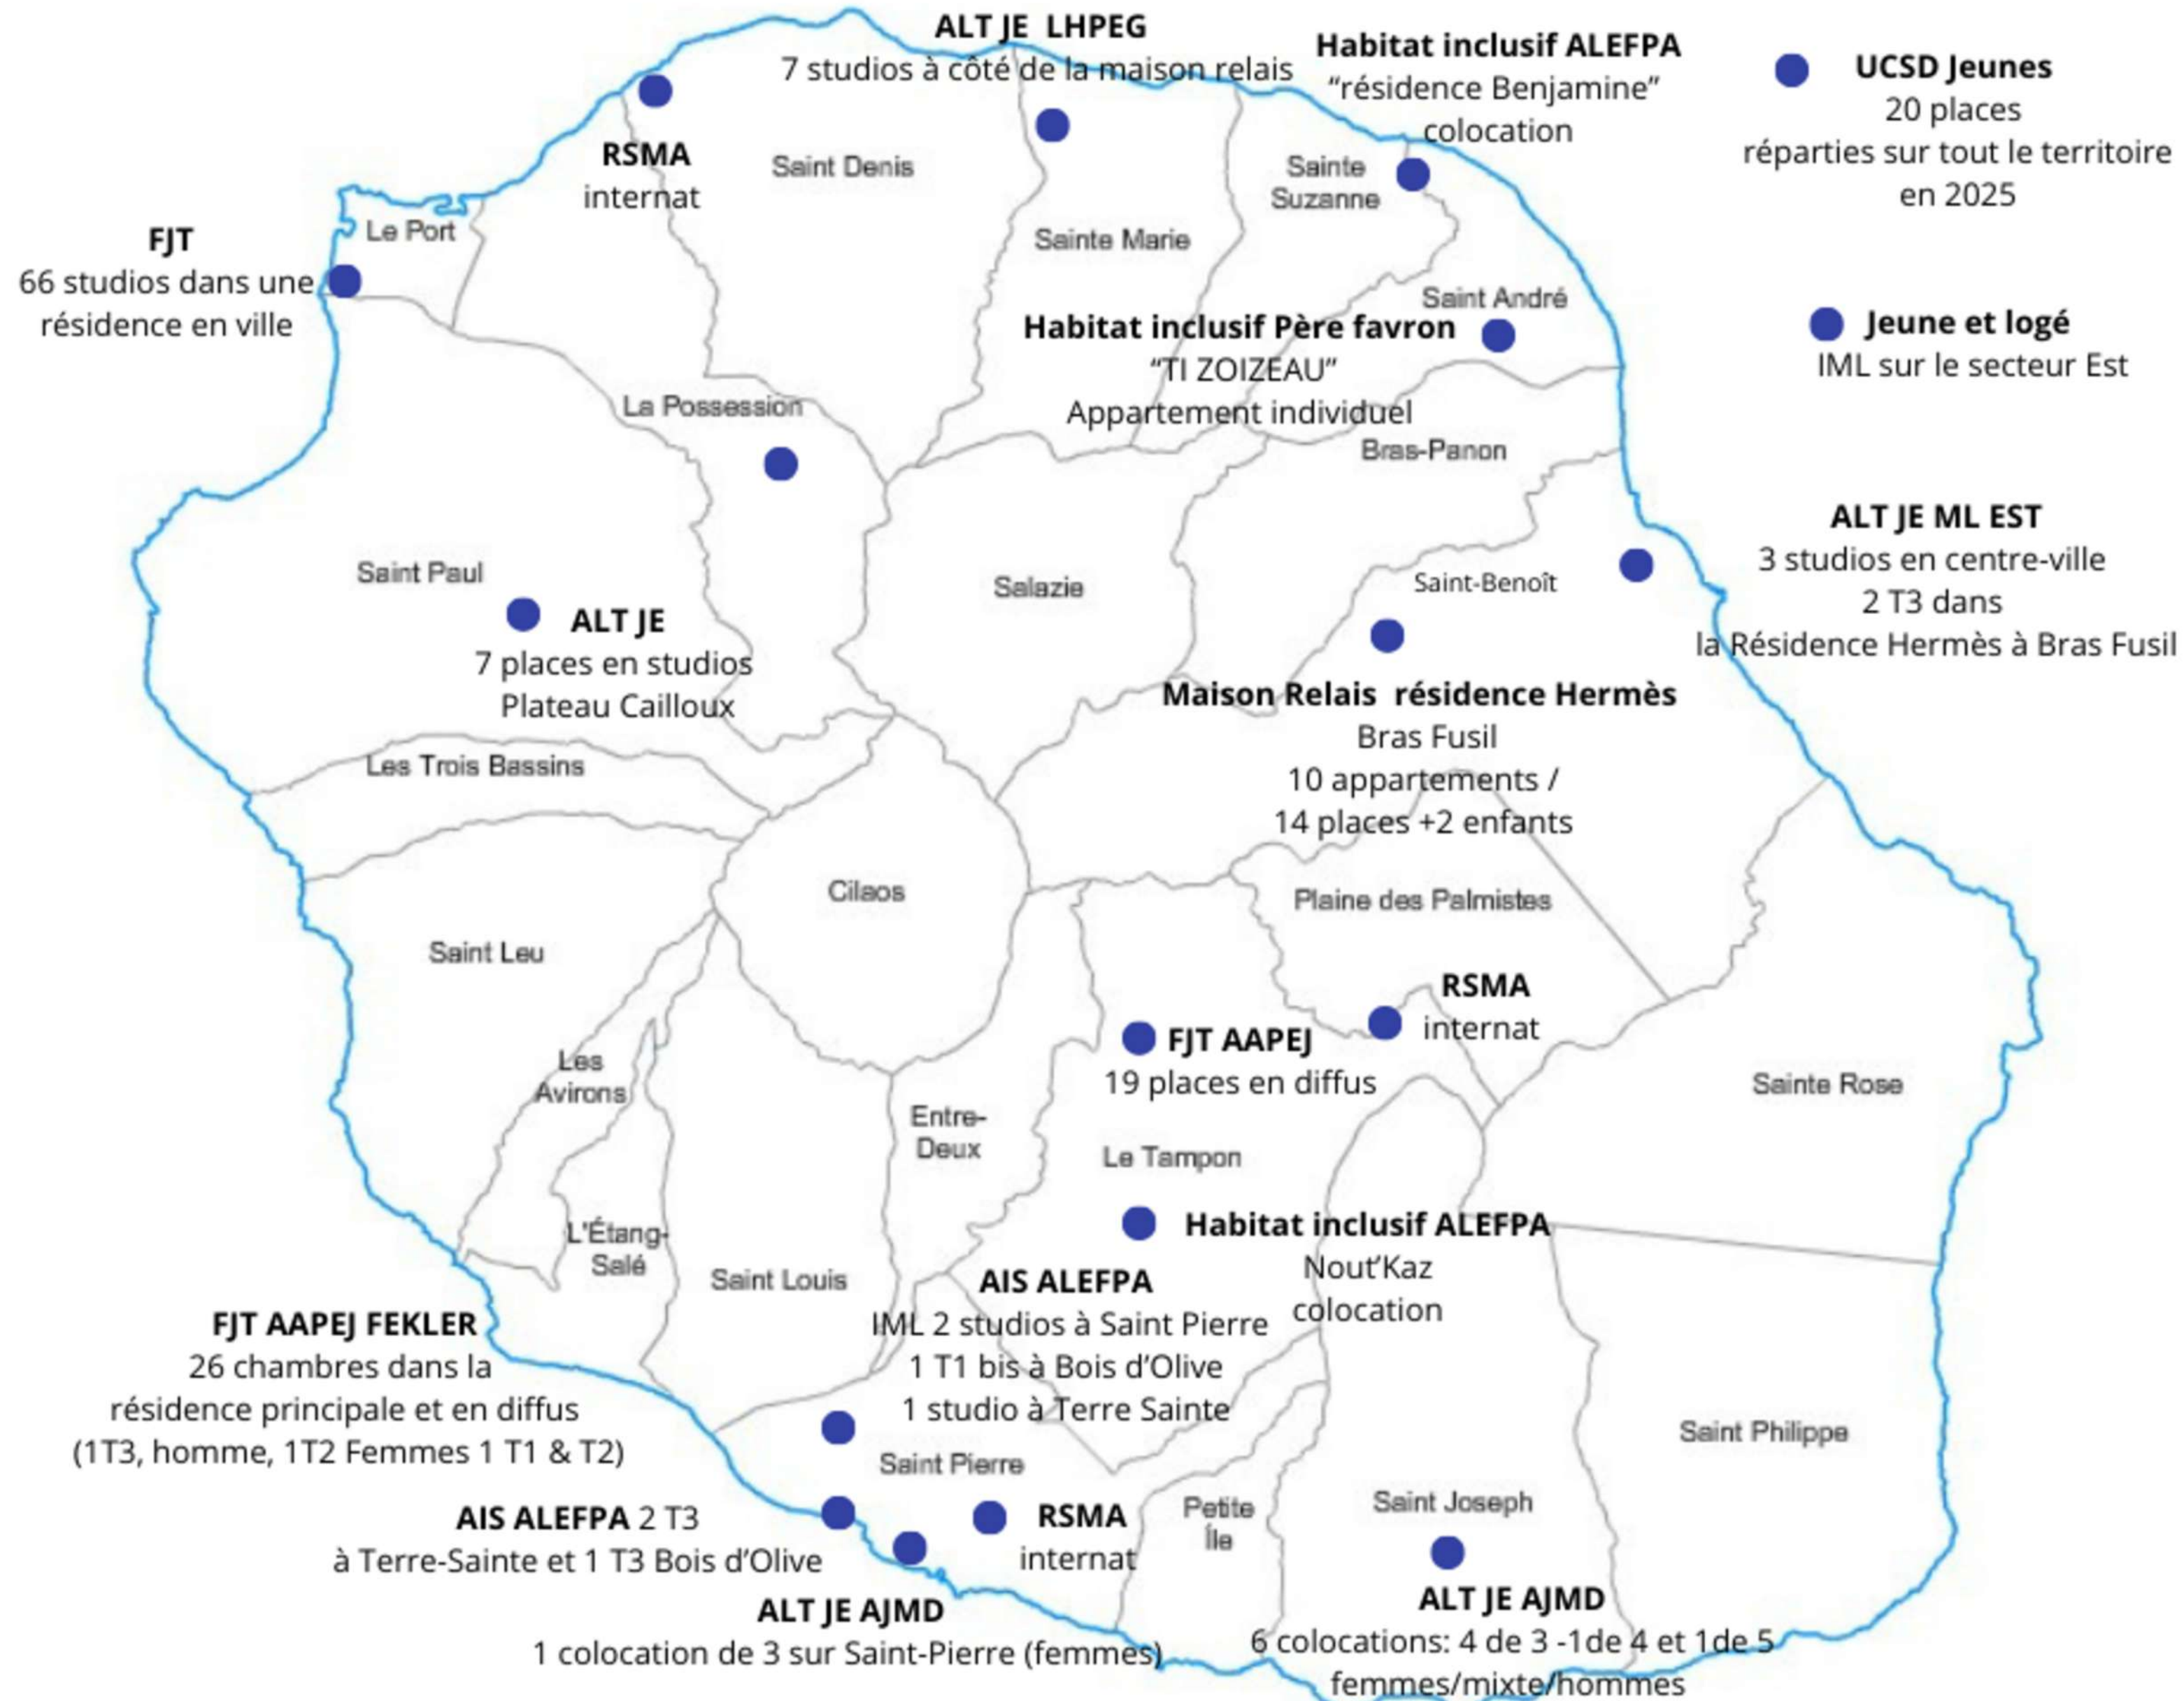 ALT JE LHPEG
7 studios à côté de la maison relais
Habitat inclusif ALEFPA
“résidence Benjamine”
colocation
UCSD Jeunes
20 places
réparties sur tout le territoire
en 2025
RSMA
internat
Saint Denis
Sainte
Suzanne
Sainte Marie
Le Port
FJT
66 studios dans une
résidence en ville
Saint André
Habitat inclusif Père favron
“TI ZOIZEAU”
Appartement individuel
Jeune et logé
IML sur le secteur Est
La Possession
Bras-Panon
ALT JE ML EST
3 studios en centre-ville
2 T3 dans
la Résidence Hermès à Bras Fusil
Saint Paul
Salazie
Saint-Benoît
ALT JE
7 places en studios
Plateau Cailloux
Maison Relais résidence Hermès
Bras Fusil
10 appartements /
14 places +2 enfants
Les Trois Bassins
Cilaos
Plaine des Palmistes
Saint Leu
RSMA
internat
FJT AAPEJ
19 places en diffus
Les
Avirons
Sainte Rose
Entre-
Deux
Le Tampon
L'Étang-
Salé
Saint Louis
Habitat inclusif ALEFPA
Nout’Kaz
colocation
AIS ALEFPA
IML 2 studios à Saint Pierre
1 T1 bis à Bois d’Olive
1 studio à Terre Sainte
FJT AAPEJ FEKLER
26 chambres dans la
résidence principale et en diffus
(1T3, homme, 1T2 Femmes 1 T1 & T2)
Saint Philippe
Saint Pierre
AIS ALEFPA 2 T3
à Terre-Sainte et 1 T3 Bois d’Olive
RSMA
internat
Petite
Île
Saint Joseph
ALT JE AJMD
1 colocation de 3 sur Saint-Pierre (femmes)
ALT JE AJMD
6 colocations: 4 de 3 -1de 4 et 1de 5
femmes/mixte/hommes